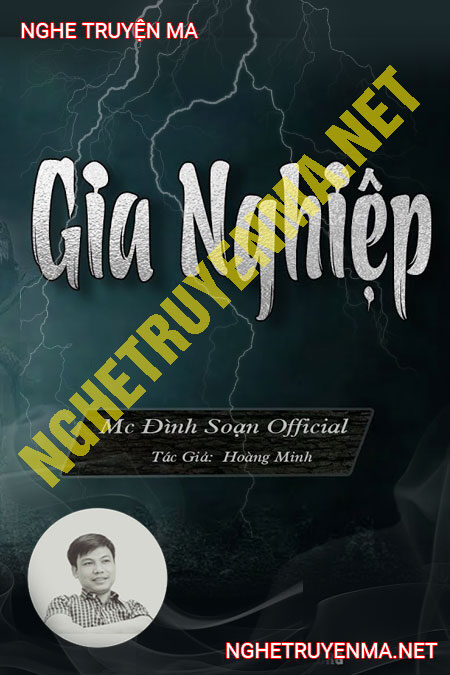 NGHE TRUYỆN MA
Gia Nghiệp
NGHETRUYENMA.NET
Mc Đình Soạn Official
Tác Giả: Hoàng Minh
NGHETRUYENMA.NET